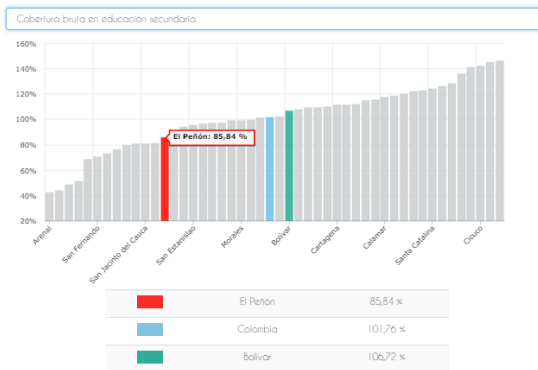 Cobertura bruta en educación secundaria
160%
140%
120%
100%
80%
60%
40%
20%
El Peñón: 85,84 %
Arenal
San Fernando
San Jacinto del Cauca
San Estanislao
Morales
Bolívar
Cartagena
Calamar
Santa Catalina
Cicuco
El Peñón 85,84 %
Colombia 101,76 %
Bolívar 106,72 %